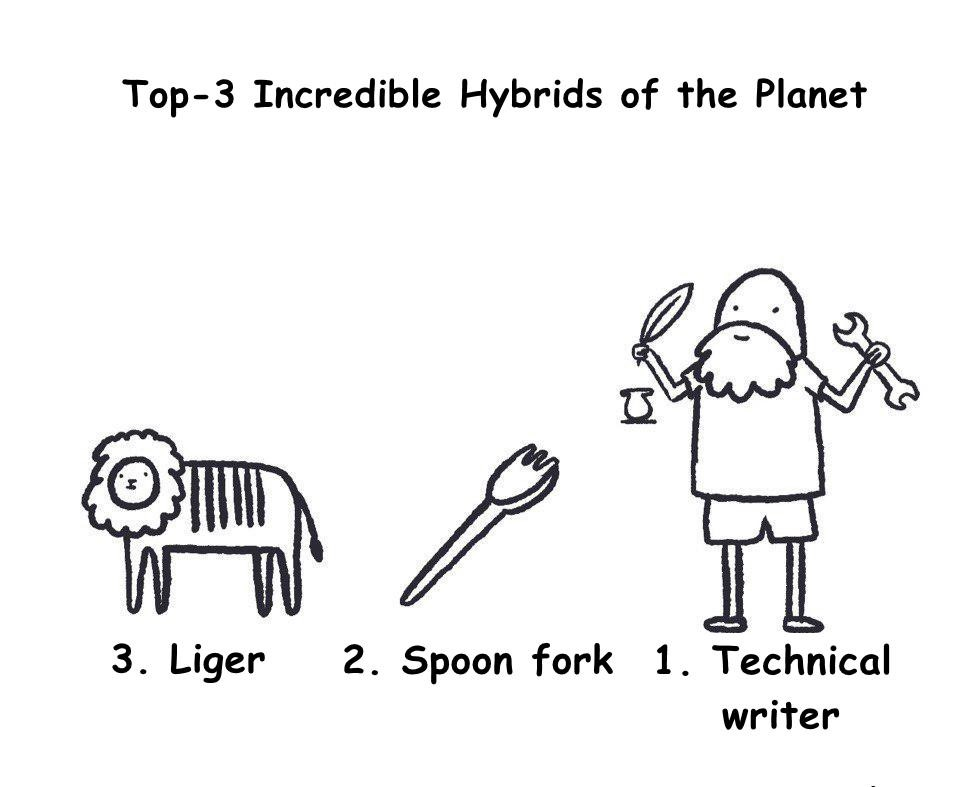 Top-3 Incredible Hybrids of the Planet
3. Liger
2. Spoon fork
1. Technical
writer